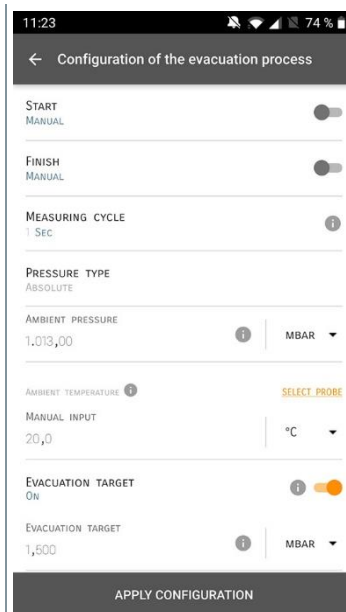 11:23
74 %
Configuration of the evacuation process
START
MANUAL
FINISH
MANUAL
MEASURING CYCLE
1 SEC
PRESSURE TYPE
ABSOLUTE
AMBIENT PRESSURE
1.013,00 MBAR
AMBIENT TEMPERATURE SELECT PROBE
MANUAL INPUT
20,0 °C
EVACUATION TARGET
ON
EVACUATION TARGET
1,500 MBAR
APPLY CONFIGURATION